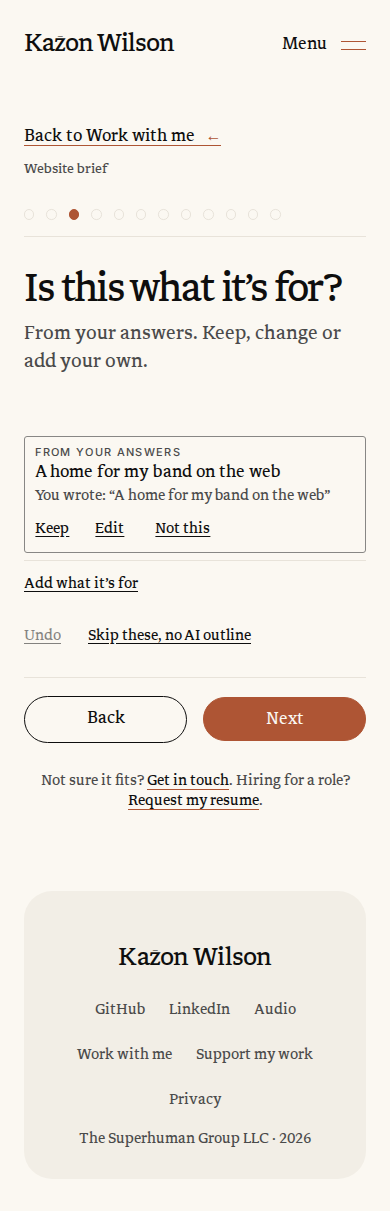 Kažon Wilson
Menu
Back to Work with me ←
Website brief
Is this what it’s for?
From your answers. Keep, change or
add your own.
FROM YOUR ANSWERS
A home for my band on the web
You wrote: “A home for my band on the web”
Keep Edit Not this
Add what it’s for
Undo Skip these, no AI outline
Back Next
Not sure it fits? Get in touch. Hiring for a role?
Request my resume.
Kažon Wilson
GitHub LinkedIn Audio
Work with me Support my work
Privacy
The Superhuman Group LLC · 2026